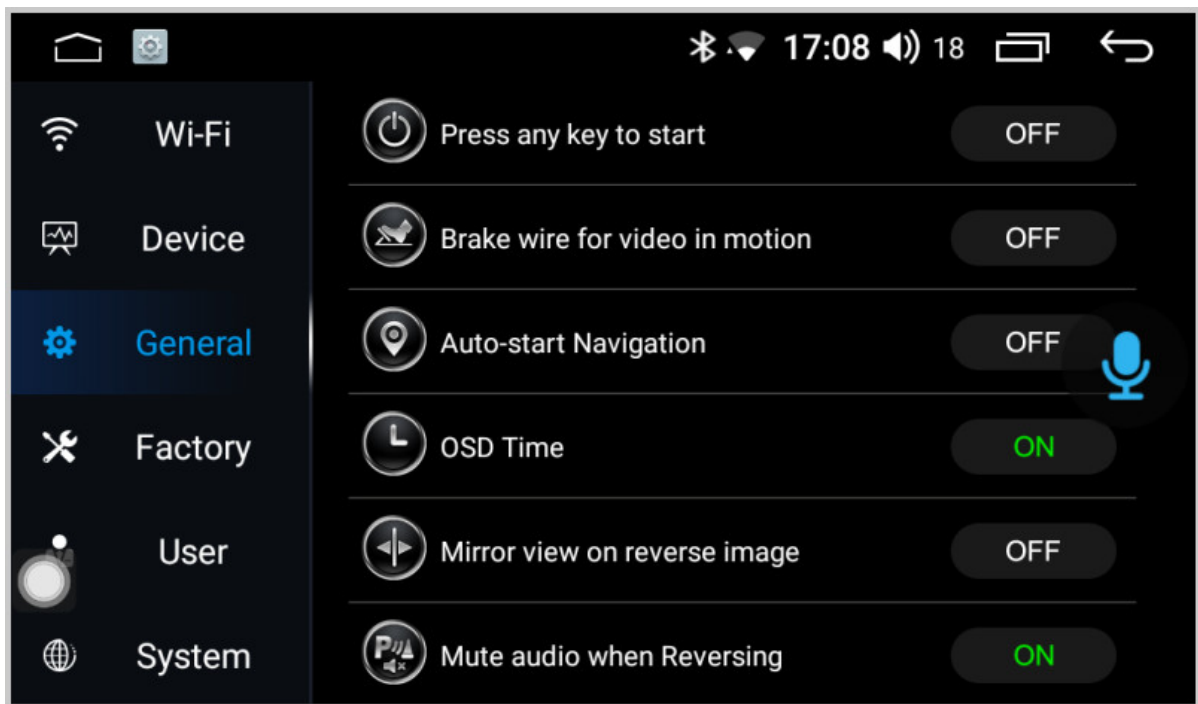 17:08 18
Wi-Fi
Device
General
Factory
User
System
Press any key to start OFF
Brake wire for video in motion OFF
Auto-start Navigation OFF
OSD Time ON
Mirror view on reverse image OFF
Mute audio when Reversing ON